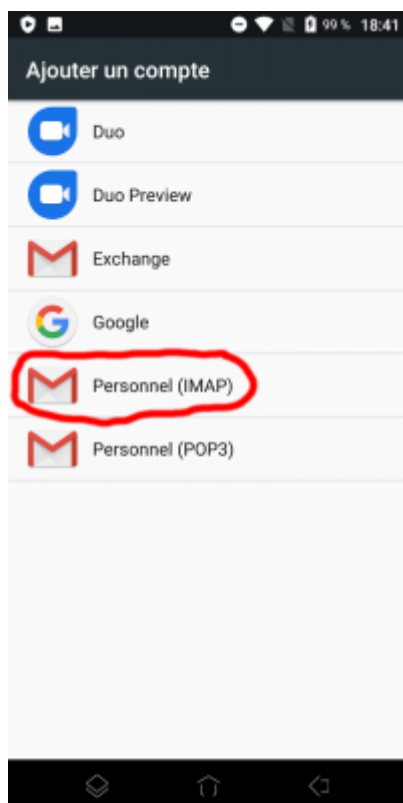 99 % 18:41
Ajouter un compte
Duo
Duo Preview
Exchange
Google
Personnel (IMAP)
Personnel (POP3)